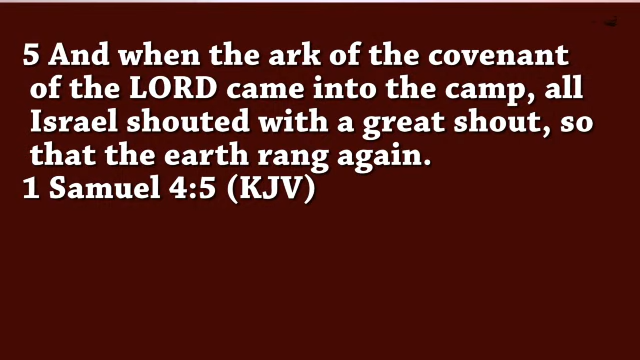 5 And when the ark of the covenant
of the LORD came into the camp, all
Israel shouted with a great shout, so
that the earth rang again.
1 Samuel 4:5 (KJV)